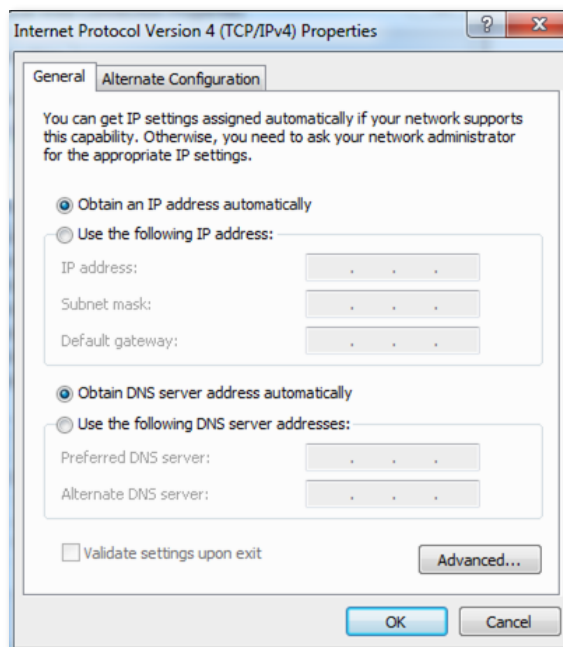 Internet Protocol Version 4 (TCP/IPv4) Properties
General
Alternate Configuration
You can get IP settings assigned automatically if your network supports
this capability. Otherwise, you need to ask your network administrator
for the appropriate IP settings.
Obtain an IP address automatically
Use the following IP address:
IP address:
Subnet mask:
Default gateway:
Obtain DNS server address automatically
Use the following DNS server addresses:
Preferred DNS server:
Alternate DNS server:
Validate settings upon exit
Advanced...
OK
Cancel